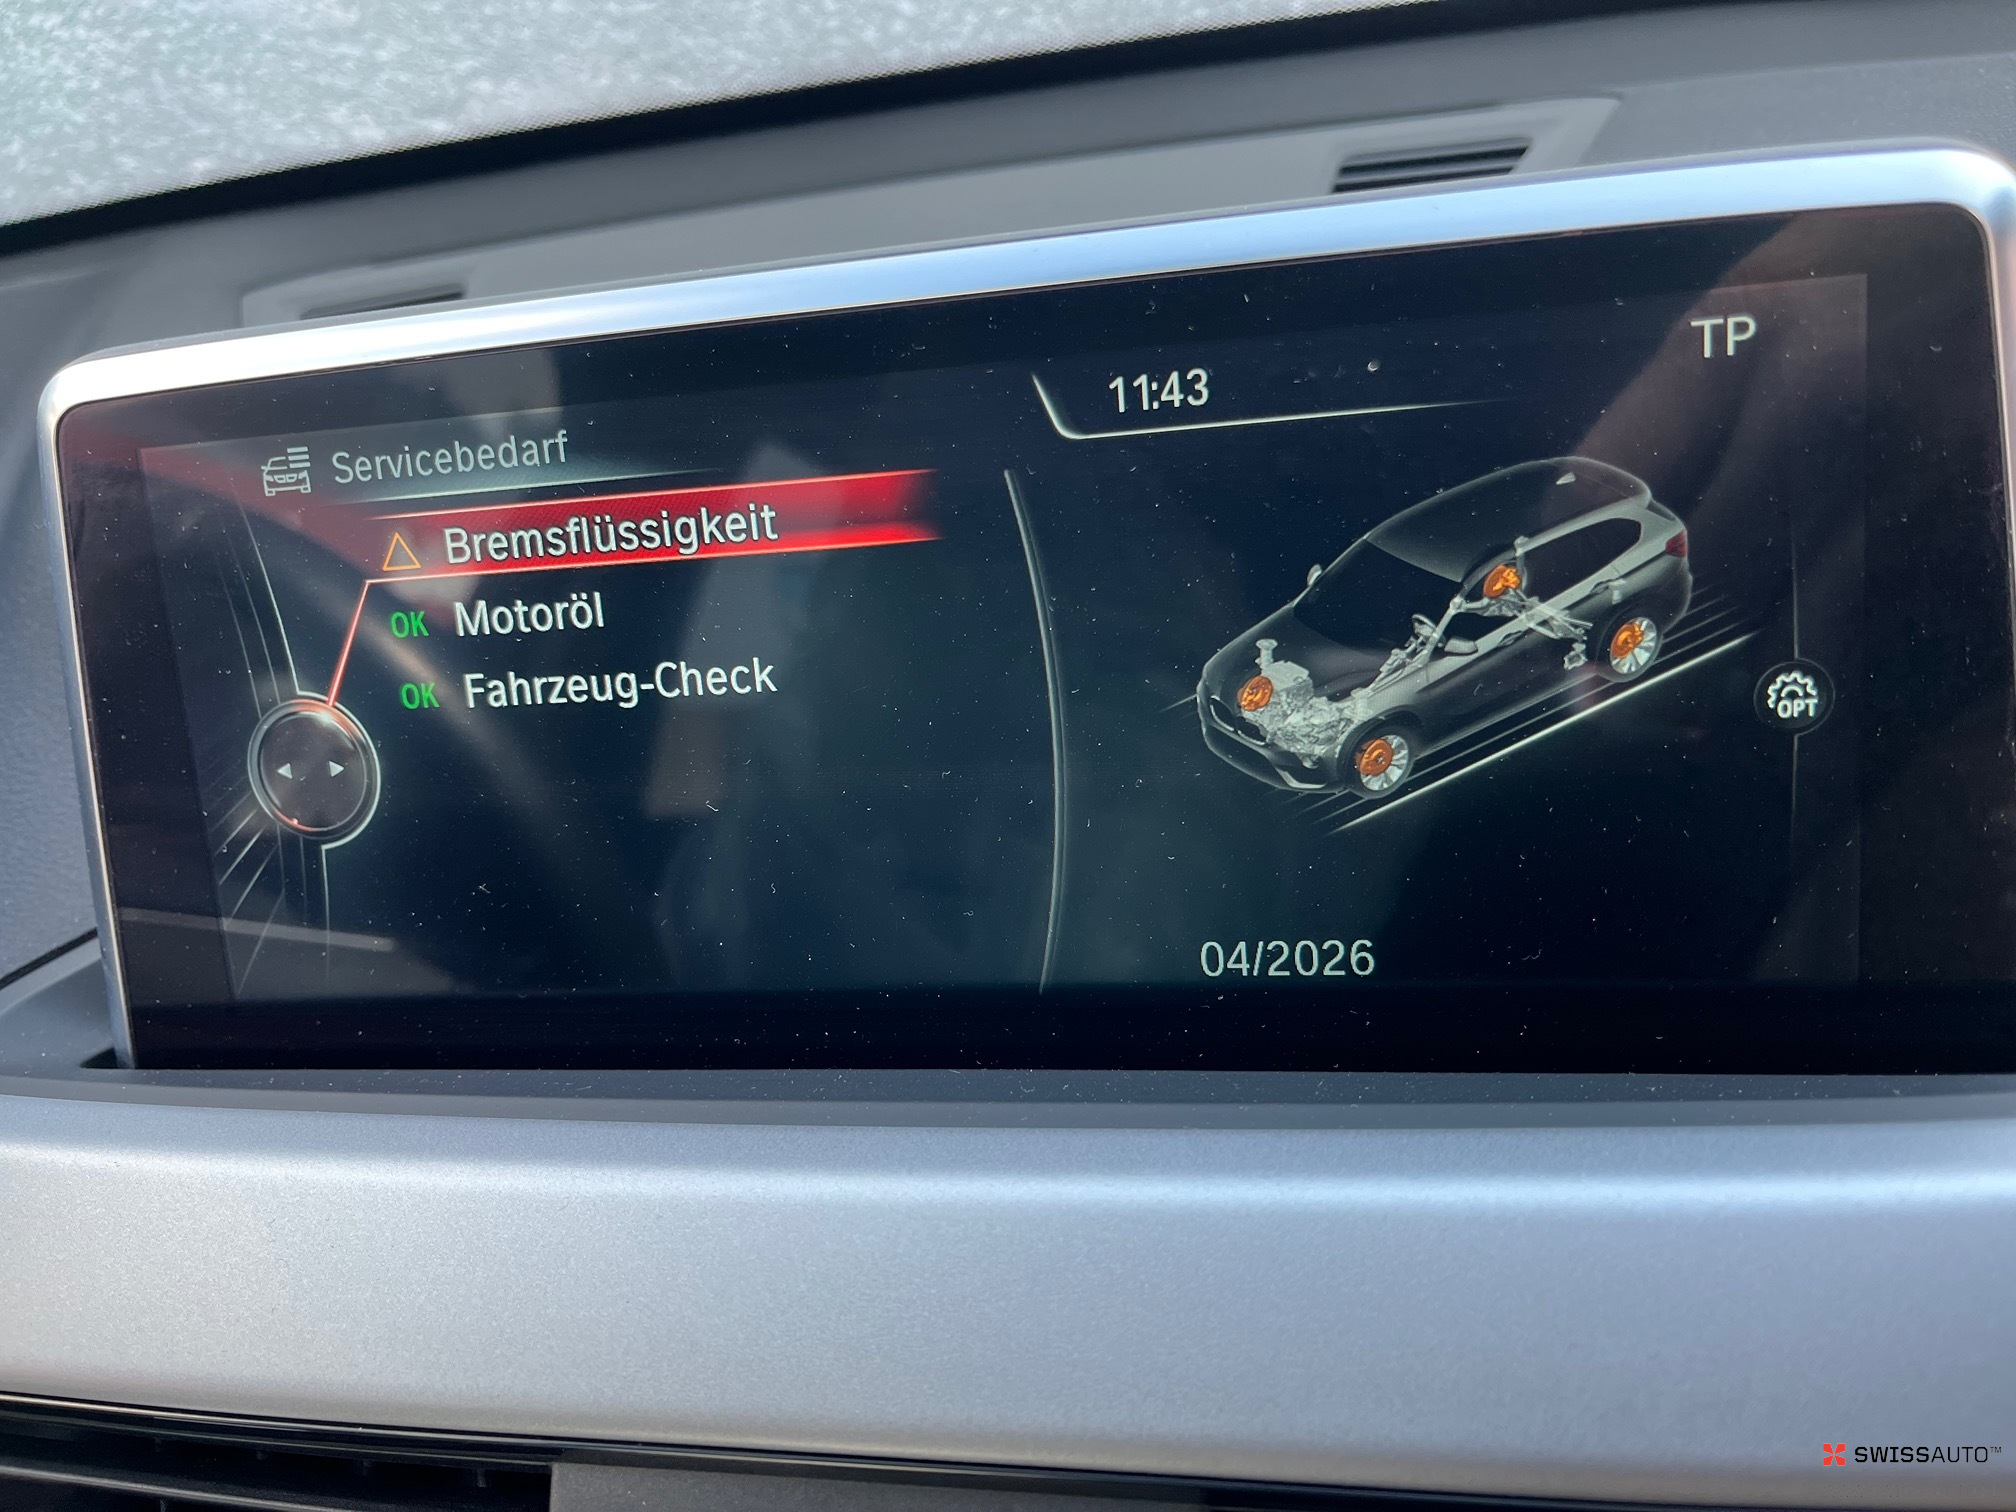 TP
11:43
Servicebedarf
Bremsflüssigkeit
OK Motoröl
OK Fahrzeug-Check
OPT
04/2026
SWISSAUTO™